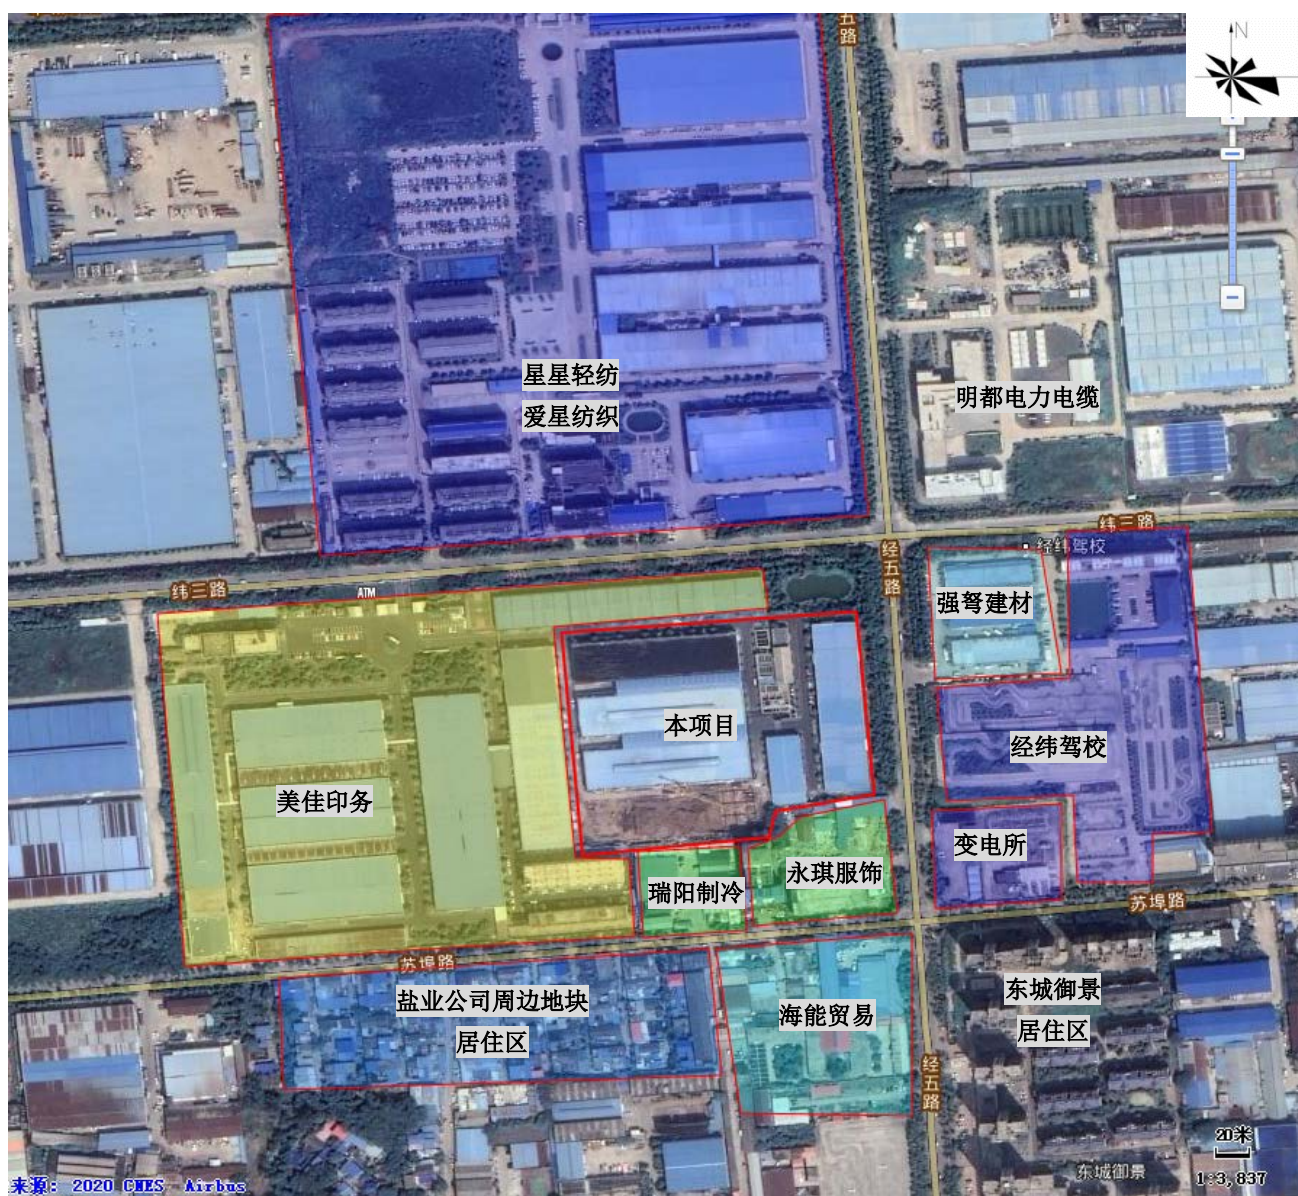 五路
N
星星轻纺
爱星纺织
明都电力电缆
纬三路
经五路
经纬驾校
强弩建材
纬三路
ATM
本项目
经纬驾校
美佳印务
变电所
永琪服饰
瑞阳制冷
苏埠路
苏埠路
盐业公司周边地块
居住区
海能贸易
东城御景
居住区
经五路
20米
东城御景
1:3,837
来源: 2020 CNES Airbus